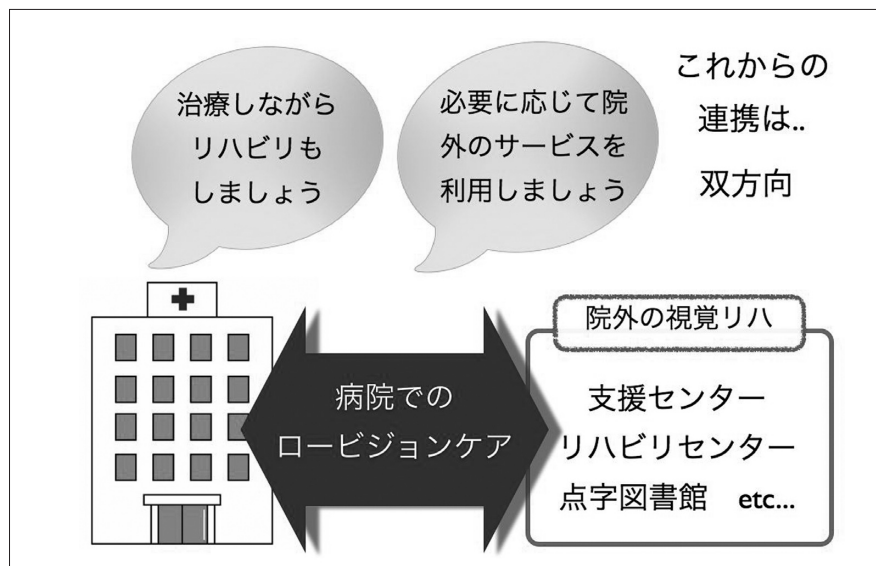 治療しながら
リハビリも
しましょう
必要に応じて院
外のサービスを
利用しましょう
これからの
連携は..
双方向
病院での
ロービジョンケア
院外の視覚リハ
支援センター
リハビリセンター
点字図書館 etc...